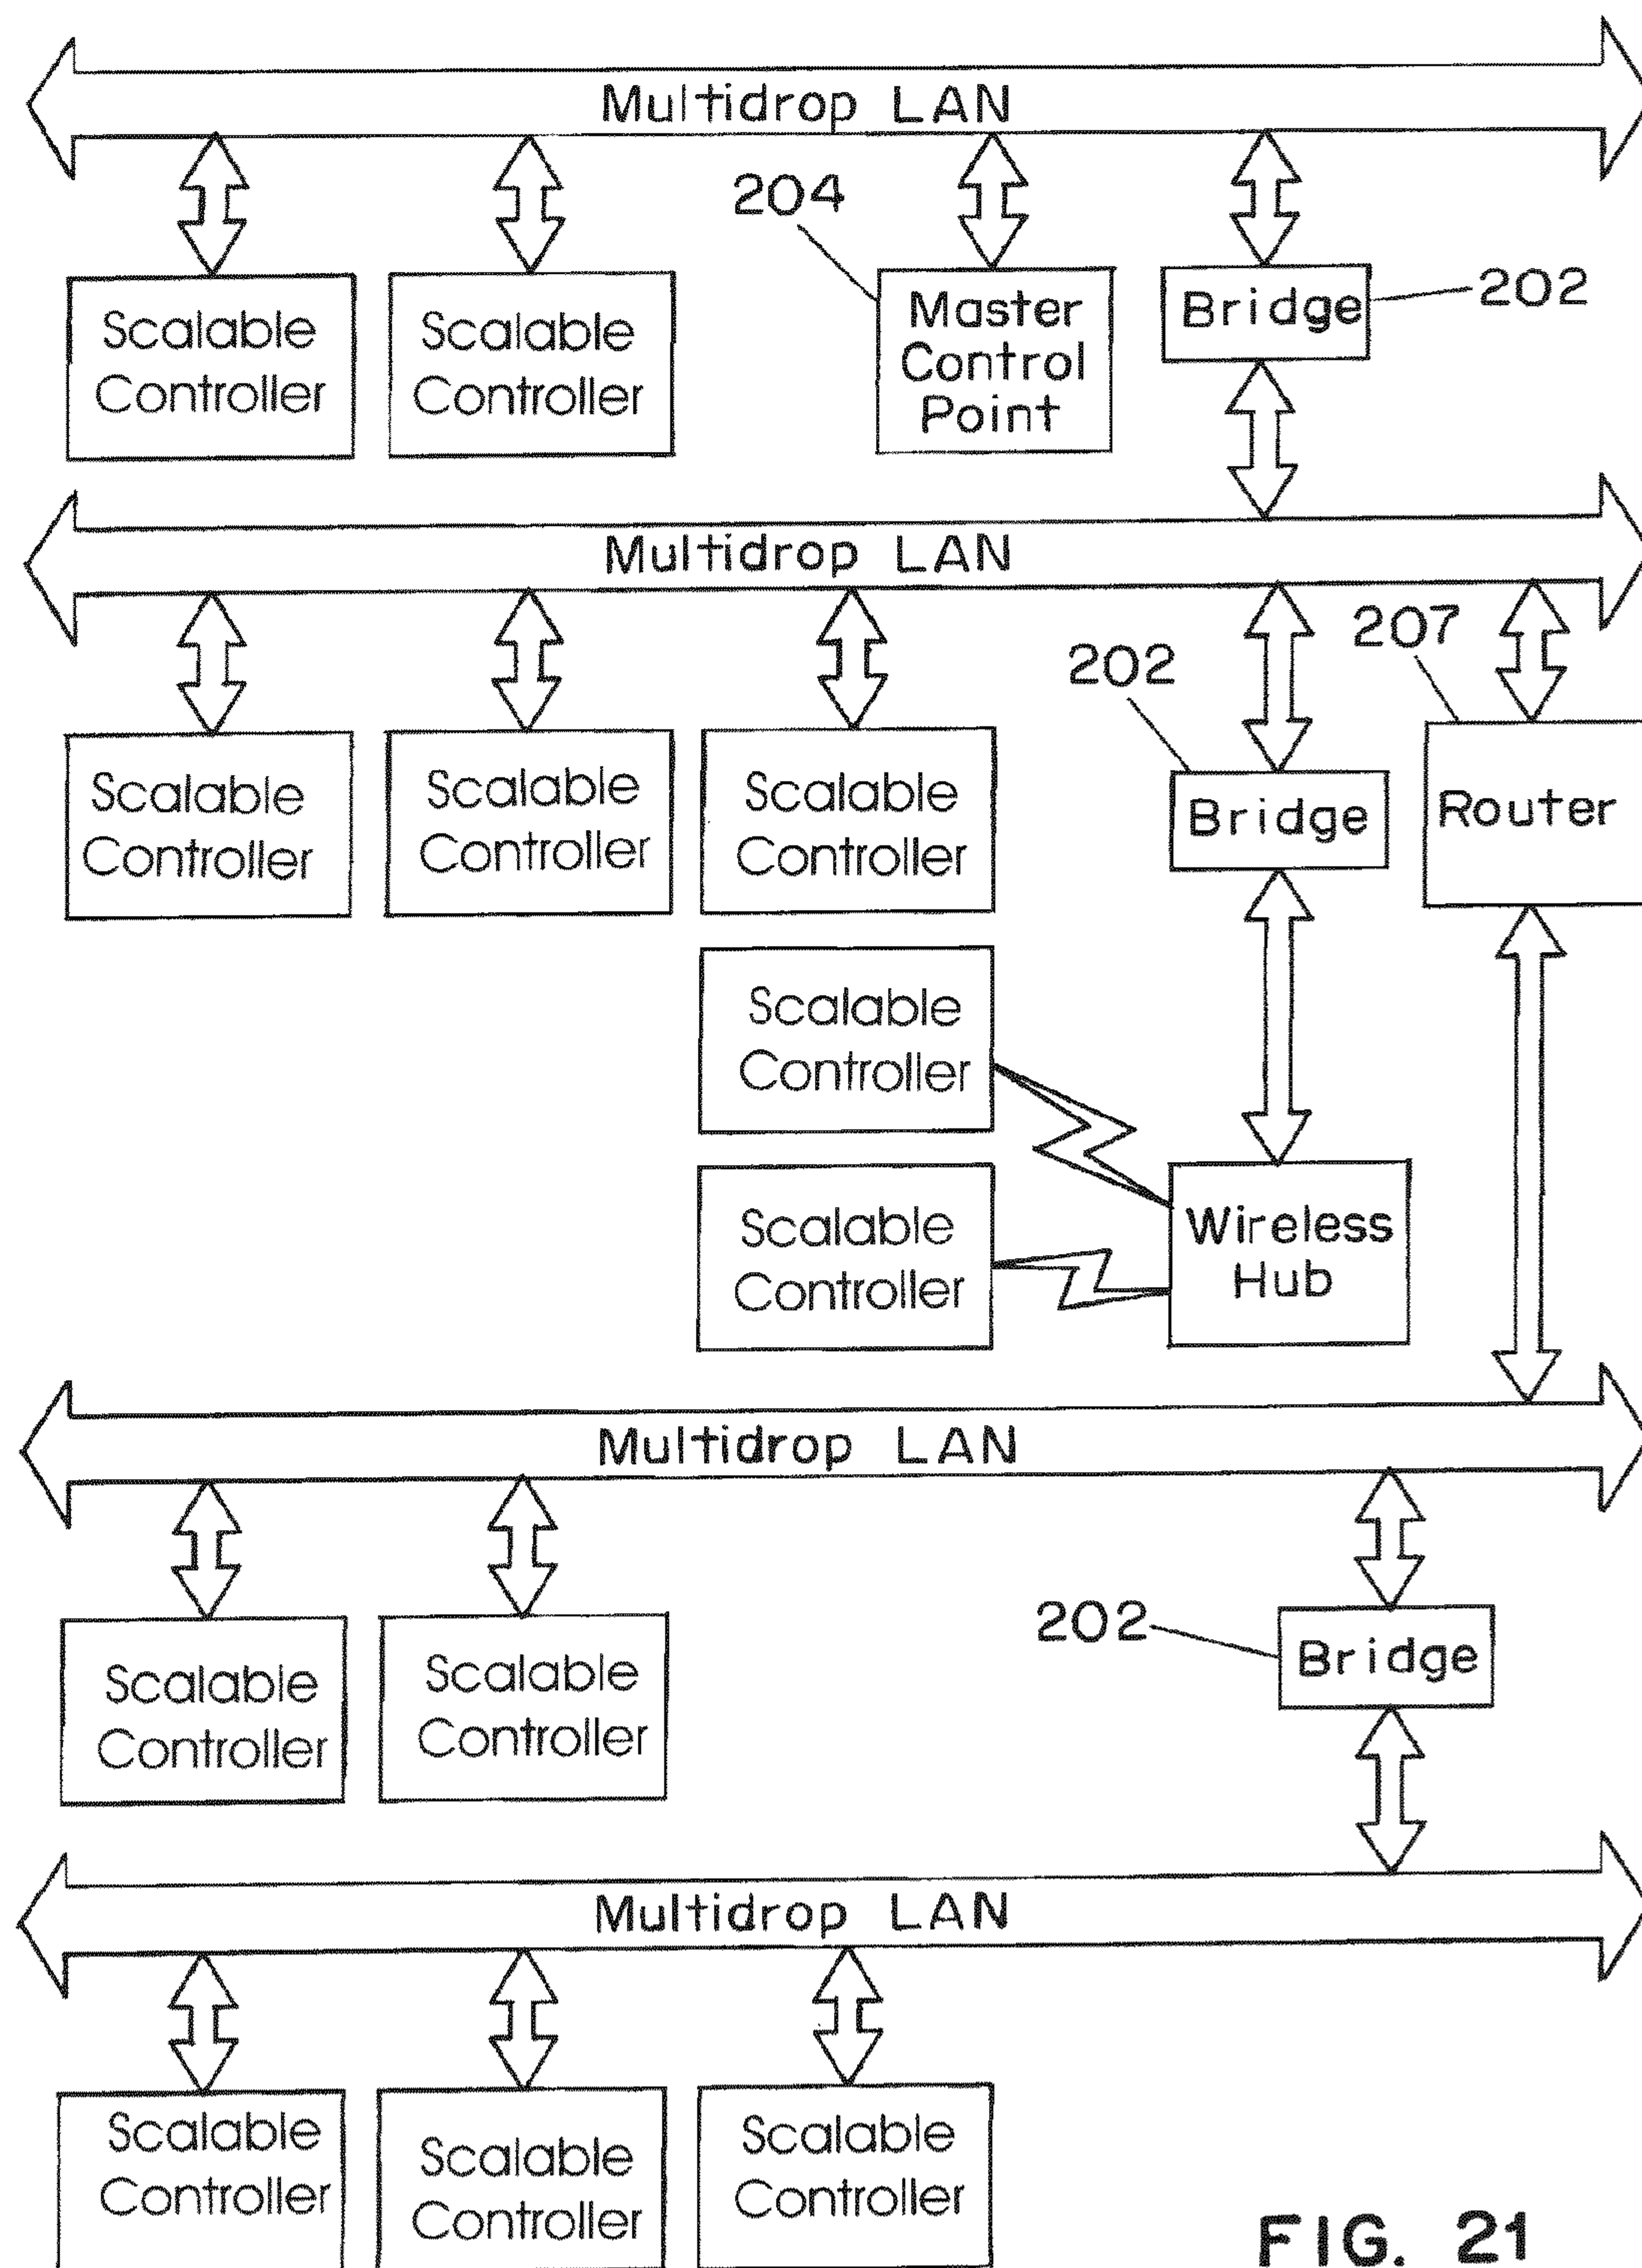 Multidrop LAN
204
Scalable
Controller
Scalable
Controller
Master
Control
Point
Bridge
202
Multidrop LAN
202
207
Scalable
Controller
Scalable
Controller
Scalable
Controller
Bridge
Router
Scalable
Controller
Scalable
Controller
Wireless
Hub
Multidrop LAN
Scalable
Controller
Scalable
Controller
202
Bridge
Multidrop LAN
Scalable
Controller
Scalable
Controller
Scalable
Controller
FIG. 21